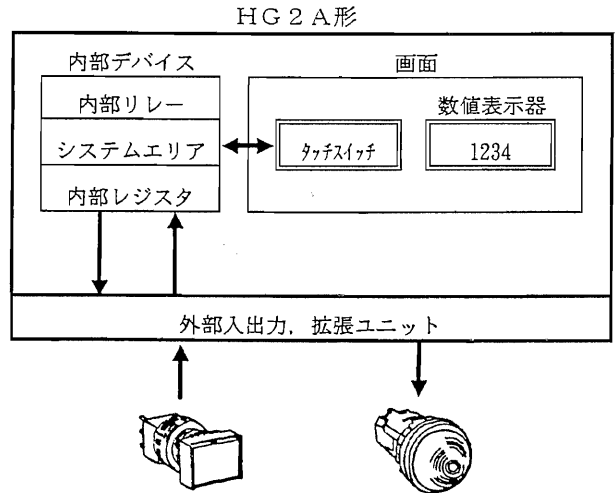 HG2A形
内部デバイス
内部リレー
システムエリア
内部レジスタ
画面
数値表示器
タッチスイッチ
1234
外部入出力,拡張ユニット